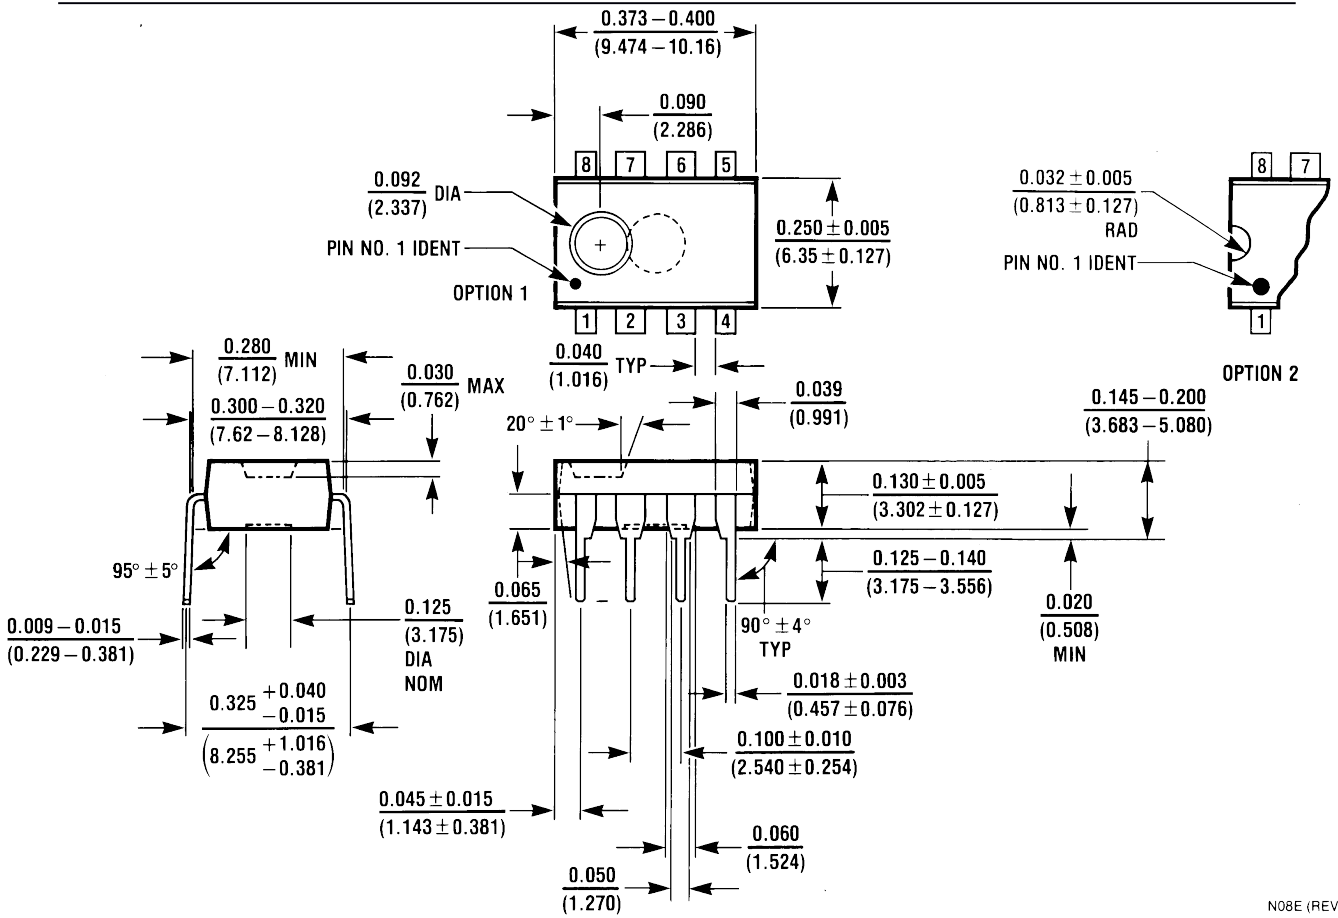 0.373 – 0.400
(9.474 – 10.16)
0.090
(2.286)
8 7 6 5
0.092
(2.337)
DIA
PIN NO. 1 IDENT
OPTION 1
0.250 ± 0.005
(6.35 ± 0.127)
1 2 3 4
8 7
0.032 ± 0.005
(0.813 ± 0.127)
RAD
PIN NO. 1 IDENT
1
OPTION 2
0.280
(7.112)
MIN
0.030
(0.762)
MAX
0.300 – 0.320
(7.62 – 8.128)
0.040
(1.016)
TYP
0.039
(0.991)
0.145 – 0.200
(3.683 – 5.080)
20° ± 1°
0.130 ± 0.005
(3.302 ± 0.127)
95° ± 5°
0.065
(1.651)
0.125 – 0.140
(3.175 – 3.556)
0.020
(0.508)
MIN
0.009 – 0.015
(0.229 – 0.381)
0.125
(3.175)
DIA
NOM
90° ± 4°
TYP
0.325 +0.040
–0.015
(8.255 +1.016
–0.381)
0.018 ± 0.003
(0.457 ± 0.076)
0.100 ± 0.010
(2.540 ± 0.254)
0.045 ± 0.015
(1.143 ± 0.381)
0.060
(1.524)
0.050
(1.270)
N08E (REV